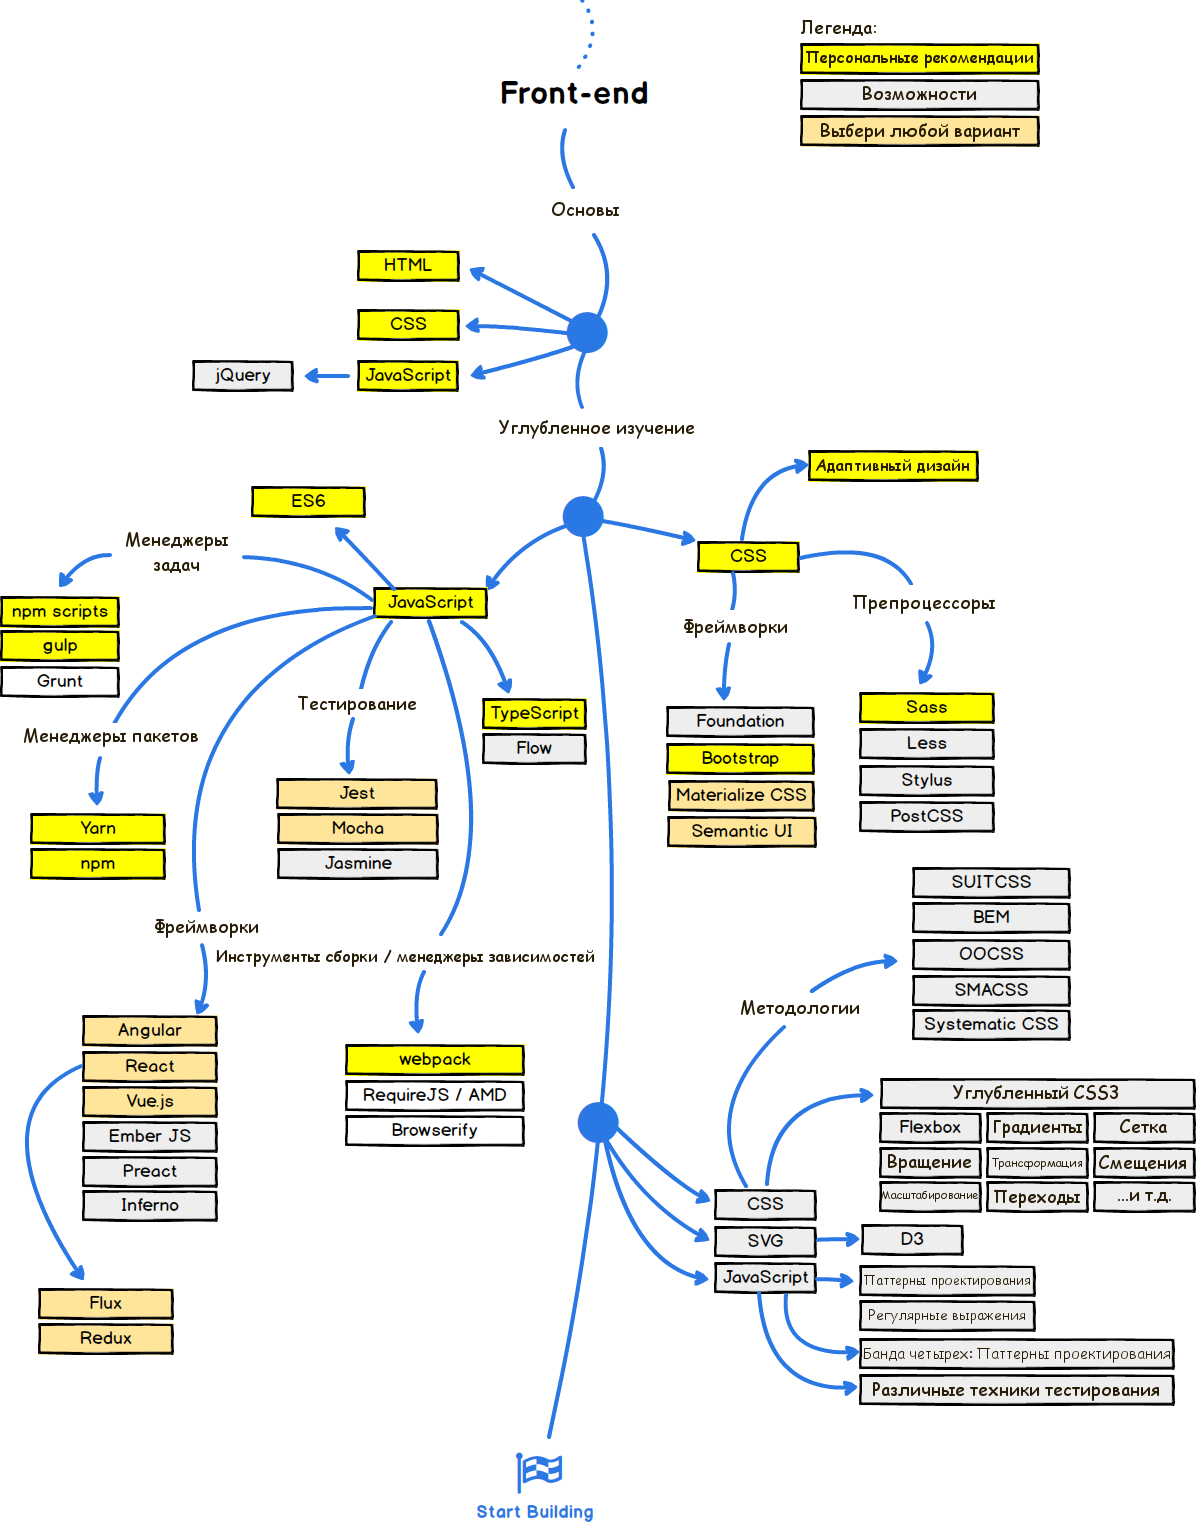 Легенда:
Персональные рекомендации
Возможности
Выбери любой вариант
Front-end
Основы
HTML
CSS
JavaScript
jQuery
Углубленное изучение
Адаптивный дизайн
CSS
Препроцессоры
Sass
Less
Stylus
PostCSS
Фреймворки
Foundation
Bootstrap
Materialize CSS
Semantic UI
ES6
JavaScript
Менеджеры
задач
npm scripts
gulp
Grunt
Менеджеры пакетов
Yarn
npm
Тестирование
Jest
Mocha
Jasmine
TypeScript
Flow
Фреймворки
Angular
React
Vue.js
Ember JS
Preact
Inferno
Flux
Redux
Инструменты сборки / менеджеры зависимостей
webpack
RequireJS / AMD
Browserify
Методологии
SUITCSS
BEM
OOCSS
SMACSS
Systematic CSS
Углубленный CSS3
Flexbox
Градиенты
Сетка
Вращение
Трансформация
Смещения
Масштабирование
Переходы
...и т.д.
CSS
SVG
D3
JavaScript
Паттерны проектирования
Регулярные выражения
Банда четырех: Паттерны проектирования
Различные техники тестирования
Start Building